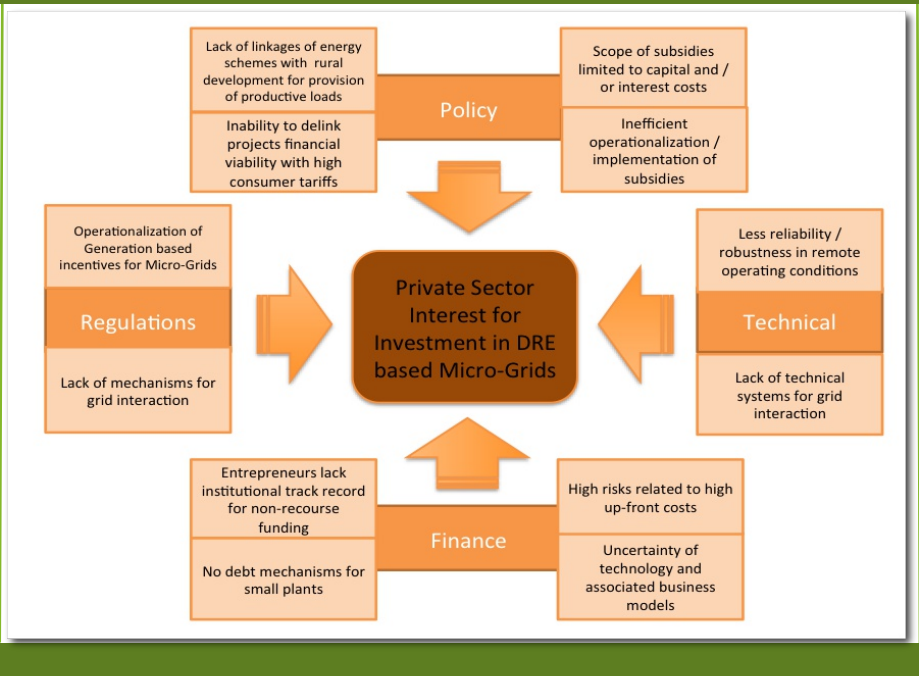 Lack of linkages of energy
schemes with rural
development for provision
of productive loads
Inability to delink
projects financial
viability with high
consumer tariffs
Policy
Scope of subsidies
limited to capital and /
or interest costs
Inefficient
operationalization /
implementation of
subsidies
Operationalization of
Generation based
incentives for Micro-Grids
Regulations
Lack of mechanisms for
grid interaction
Private Sector
Interest for
Investment in DRE
based Micro-Grids
Less reliability /
robustness in remote
operating conditions
Technical
Lack of technical
systems for grid
interaction
Entrepreneurs lack
institutional track record
for non-recourse
funding
No debt mechanisms for
small plants
Finance
High risks related to high
up-front costs
Uncertainty of
technology and
associated business
models